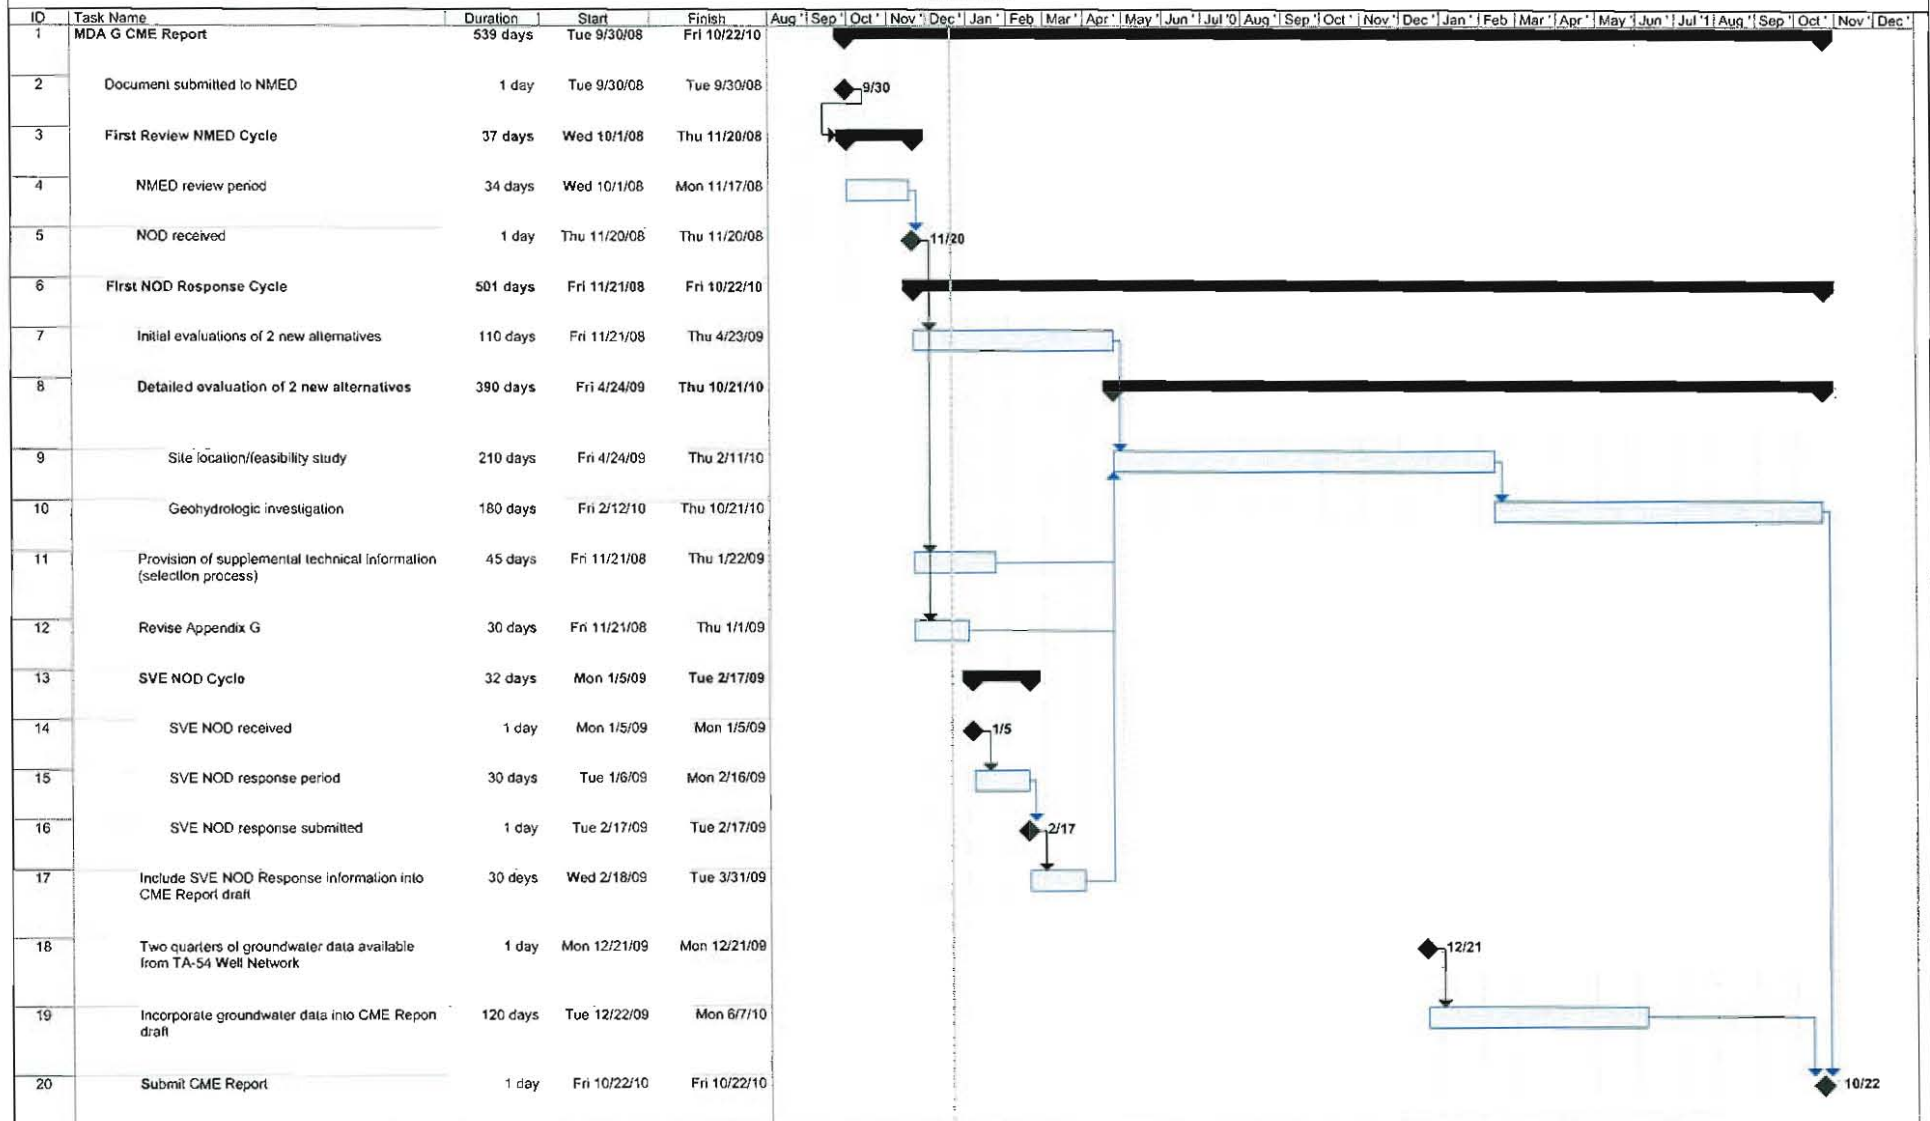 ID Task Name Duration Start Finish Aug ' Sep ' Oct ' Nov ' Dec ' Jan ' Feb ' Mar ' Apr ' May ' Jun ' Jul '0 Aug ' Sep ' Oct ' Nov ' Dec ' Jan ' Feb ' Mar ' Apr ' May ' Jun ' Jul '1 Aug ' Sep ' Oct ' Nov ' Dec '
1 MDA G CME Report 539 days Tue 9/30/08 Fri 10/22/10
2 Document submitted to NMED 1 day Tue 9/30/08 Tue 9/30/08 9/30
3 First Review NMED Cycle 37 days Wed 10/1/08 Thu 11/20/08
4 NMED review period 34 days Wed 10/1/08 Mon 11/17/08
5 NOD received 1 day Thu 11/20/08 Thu 11/20/08 11/20
6 First NOD Response Cycle 501 days Fri 11/21/08 Fri 10/22/10
7 Initial evaluations of 2 new alternatives 110 days Fri 11/21/08 Thu 4/23/09
8 Detailed evaluation of 2 new alternatives 390 days Fri 4/24/09 Thu 10/21/10
9 Site location/feasibility study 210 days Fri 4/24/09 Thu 2/11/10
10 Geohydrologic investigation 180 days Fri 2/12/10 Thu 10/21/10
11 Provision of supplemental technical information 45 days Fri 11/21/08 Thu 1/22/09
(selection process)
12 Revise Appendix G 30 days Fri 11/21/08 Thu 1/1/09
13 SVE NOD Cycle 32 days Mon 1/5/09 Tue 2/17/09
14 SVE NOD received 1 day Mon 1/5/09 Mon 1/5/09 1/5
15 SVE NOD response period 30 days Tue 1/6/09 Mon 2/16/09
16 SVE NOD response submitted 1 day Tue 2/17/09 Tue 2/17/09 2/17
17 Include SVE NOD Response information into 30 days Wed 2/18/09 Tue 3/31/09
CME Report draft
18 Two quarters of groundwater data available 1 day Mon 12/21/09 Mon 12/21/09 12/21
from TA-54 Well Network
19 Incorporate groundwater data into CME Report 120 days Tue 12/22/09 Mon 6/7/10
draft
20 Submit CME Report 1 day Fri 10/22/10 Fri 10/22/10 10/22